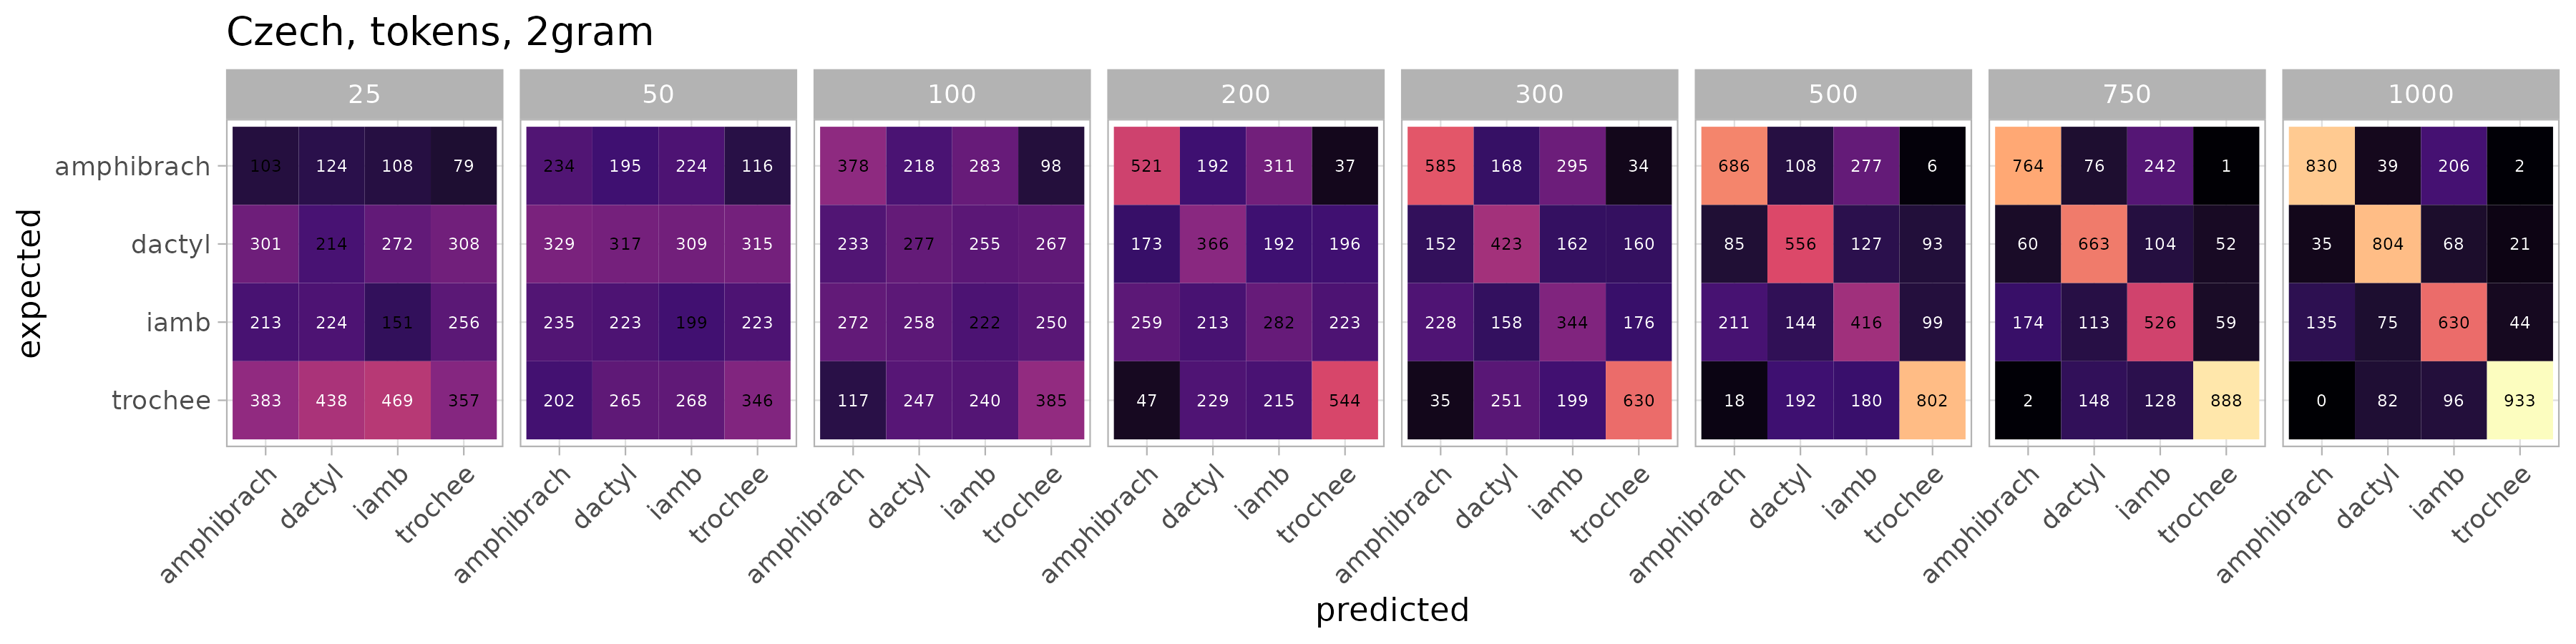 Czech, tokens, 2gram
25 50 100 200 300 500 750 1000
amphibrach 103 124 108 79 234 195 224 116 378 218 283 98 521 192 311 37 585 168 295 34 686 108 277 6 764 76 242 1 830 39 206 2
dactyl 301 214 272 308 329 317 309 315 233 277 255 267 173 366 192 196 152 423 162 160 85 556 127 93 60 663 104 52 35 804 68 21
iamb 213 224 151 256 235 223 199 223 272 258 222 250 259 213 282 223 228 158 344 176 211 144 416 99 174 113 526 59 135 75 630 44
trochee 383 438 469 357 202 265 268 346 117 247 240 385 47 229 215 544 35 251 199 630 18 192 180 802 2 148 128 888 0 82 96 933
expected
amphibrach dactyl iamb trochee amphibrach dactyl iamb trochee amphibrach dactyl iamb trochee amphibrach dactyl iamb trochee amphibrach dactyl iamb trochee amphibrach dactyl iamb trochee amphibrach dactyl iamb trochee amphibrach dactyl iamb trochee
predicted